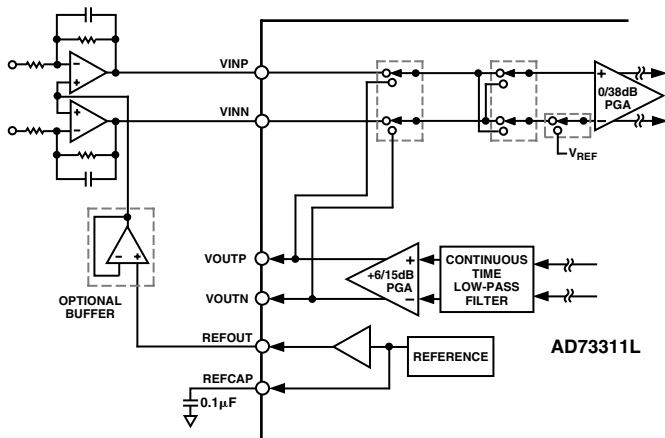 VINP
VINN
0/38dB
PGA
VREF
VOUTP
VOUTN
+6/15dB
PGA
CONTINUOUS
TIME
LOW-PASS
FILTER
OPTIONAL
BUFFER
REFOUT
REFERENCE
AD73311L
REFCAP
0.1μF